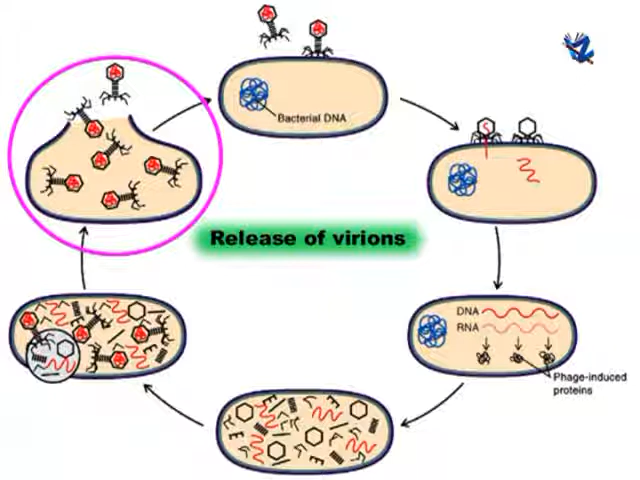 Bacterial DNA
Release of virions
DNA
RNA
Phage-induced
proteins